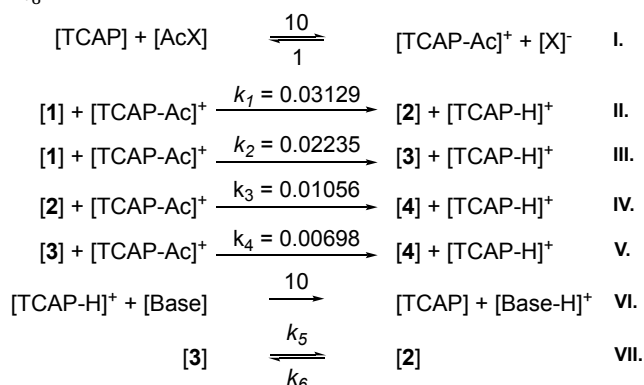 10
[TCAP] + [AcX] ⇌ [TCAP-Ac]+ + [X]- I.
1
[1] + [TCAP-Ac]+ k1 = 0.03129 [2] + [TCAP-H]+ II.
[1] + [TCAP-Ac]+ k2 = 0.02235 [3] + [TCAP-H]+ III.
[2] + [TCAP-Ac]+ k3 = 0.01056 [4] + [TCAP-H]+ IV.
[3] + [TCAP-Ac]+ k4 = 0.00698 [4] + [TCAP-H]+ V.
[TCAP-H]+ + [Base] 10 [TCAP] + [Base-H]+ VI.
k5
[3] ⇌ [2] VII.
k6